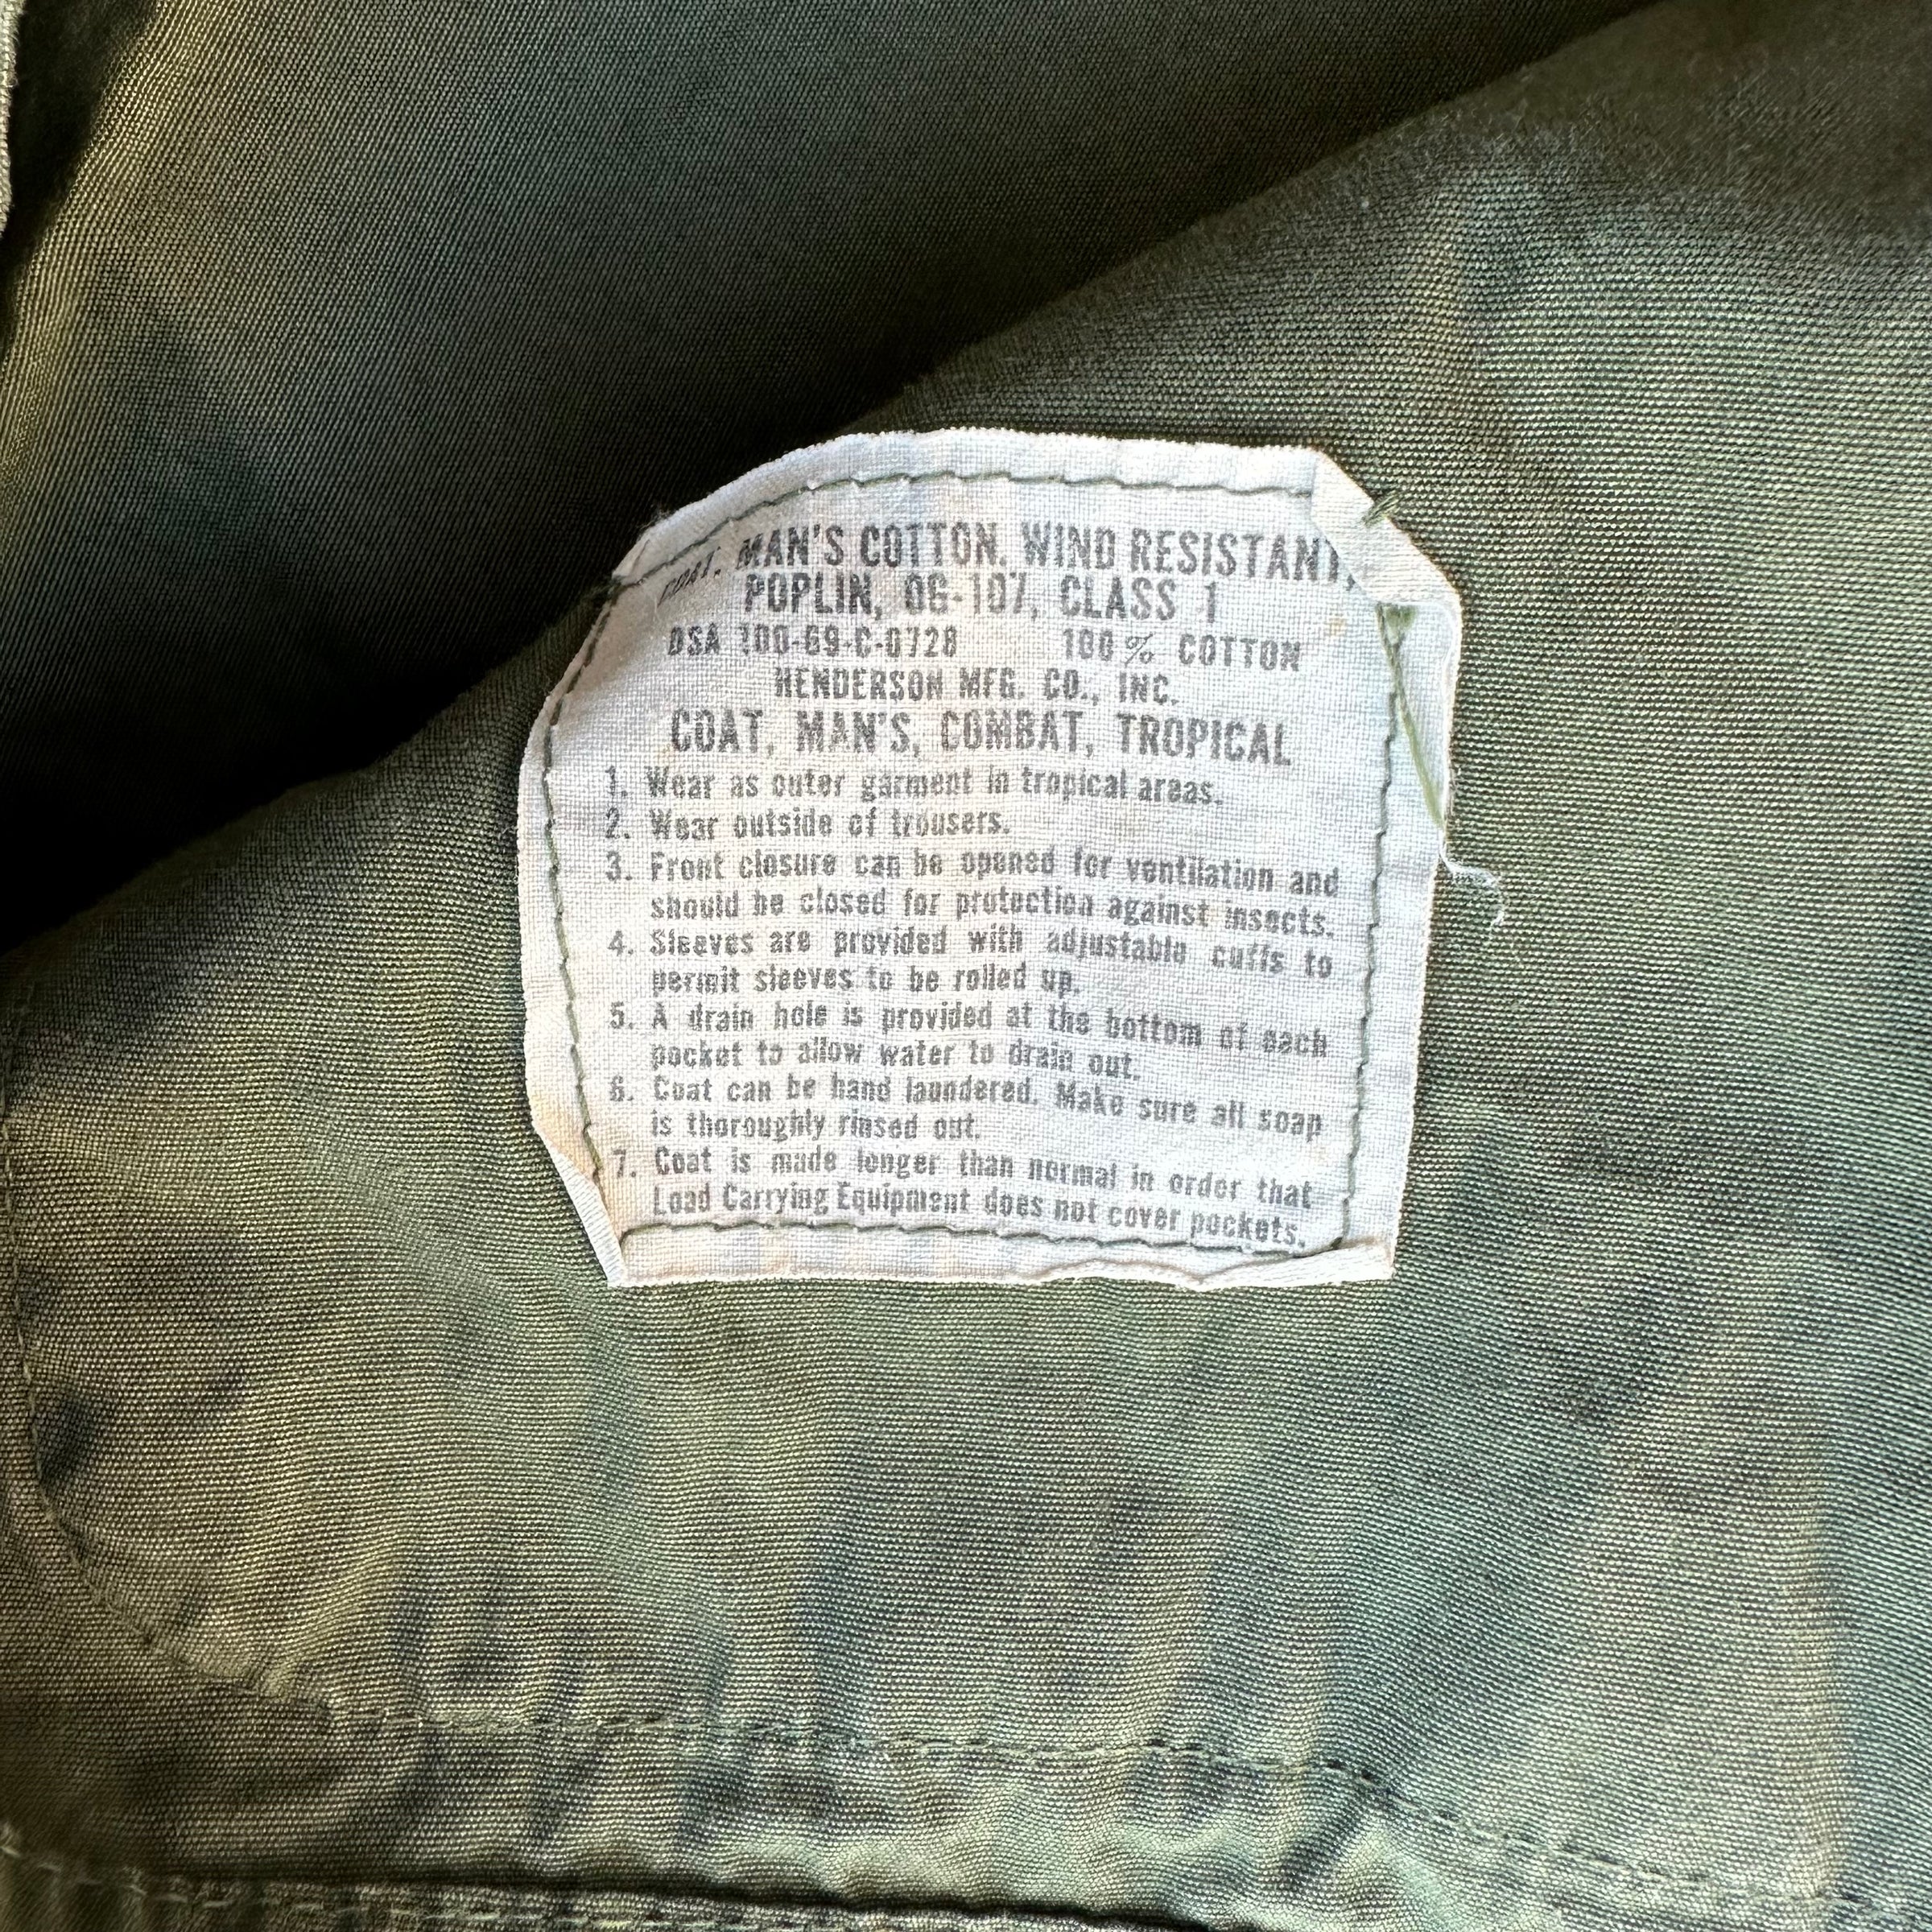 COAT, MAN'S COTTON. WIND RESISTANT,
POPLIN, OG-107, CLASS 1
DSA 100-69-C-0728 100% COTTON
HENDERSON MFG. CO., INC.
COAT, MAN'S, COMBAT, TROPICAL
1. Wear as outer garment in tropical areas.
2. Wear outside of trousers.
3. Front closure can be opened for ventilation and
should be closed for protection against insects.
4. Sleeves are provided with adjustable cuffs to
permit sleeves to be rolled up.
5. A drain hole is provided at the bottom of each
pocket to allow water to drain out.
6. Coat can be hand laundered. Make sure all soap
is thoroughly rinsed out.
7. Coat is made longer than normal in order that
Load Carrying Equipment does not cover pockets.